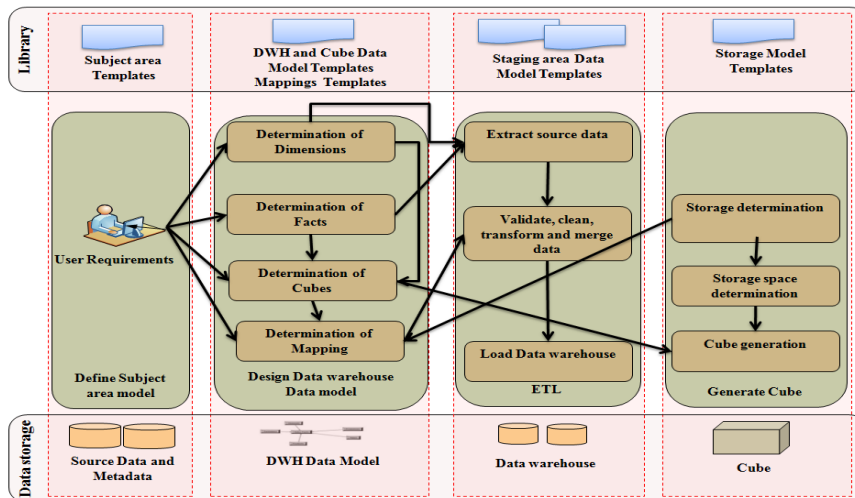 Library
Subject area
Templates
DWH and Cube Data
Model Templates
Mappings Templates
Staging area Data
Model Templates
Storage Model
Templates
User Requirements
Define Subject
area model
Determination of
Dimensions
Determination of
Facts
Determination of
Cubes
Determination of
Mapping
Design Data warehouse
Data model
Extract source data
Validate, clean,
transform and merge
data
Load Data warehouse
ETL
Storage determination
Storage space
determination
Cube generation
Generate Cube
Data storage
Source Data and
Metadata
DWH Data Model
Data warehouse
Cube